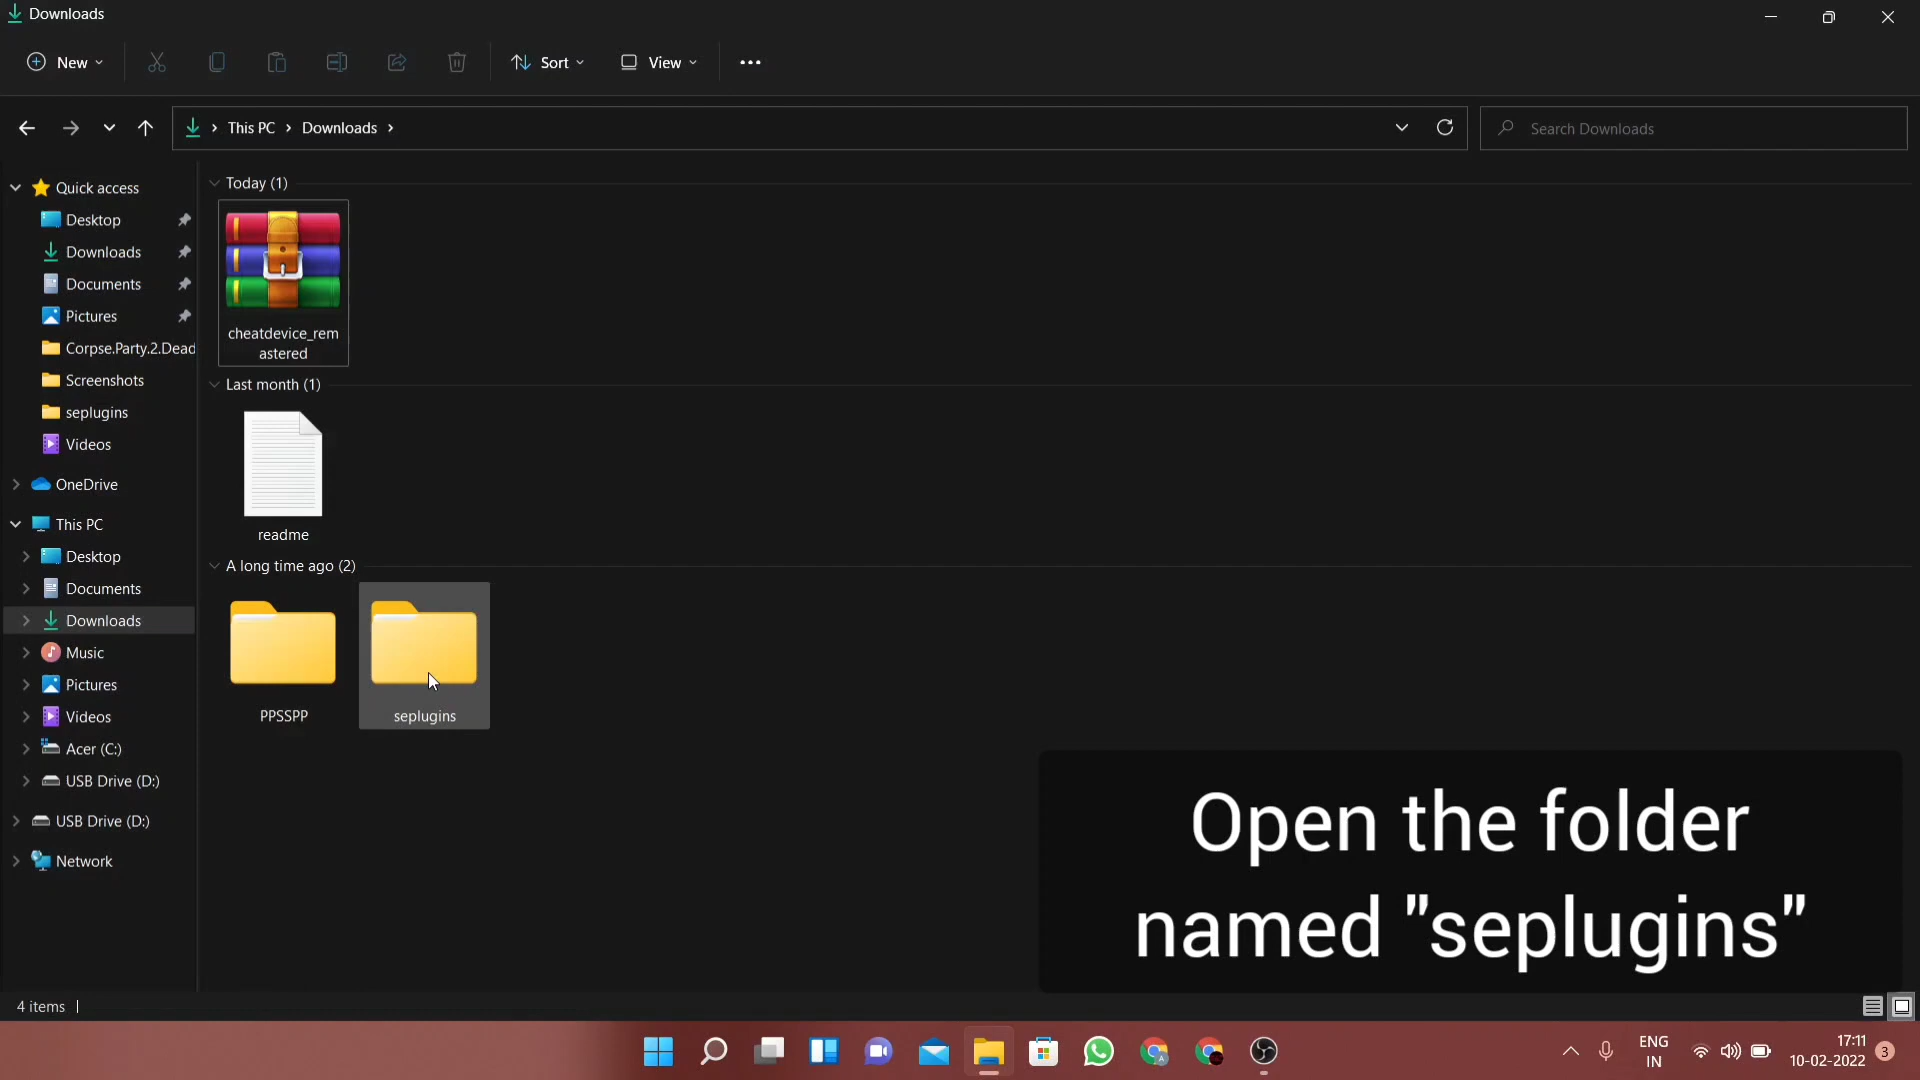 Downloads
New
Sort
View
This PC
Downloads
Search Downloads
Quick access
Desktop
Downloads
Documents
Pictures
Corpse.Party.2.Dead
Screenshots
seplugins
Videos
OneDrive
This PC
Desktop
Documents
Downloads
Music
Pictures
Videos
Acer (C:)
USB Drive (D:)
USB Drive (D:)
Network
Today (1)
cheatdevice_rem
astered
Last month (1)
readme
A long time ago (2)
PPSSPP
seplugins
Open the folder
named "seplugins"
4 items
ENG
IN
17:11
10-02-2022
3